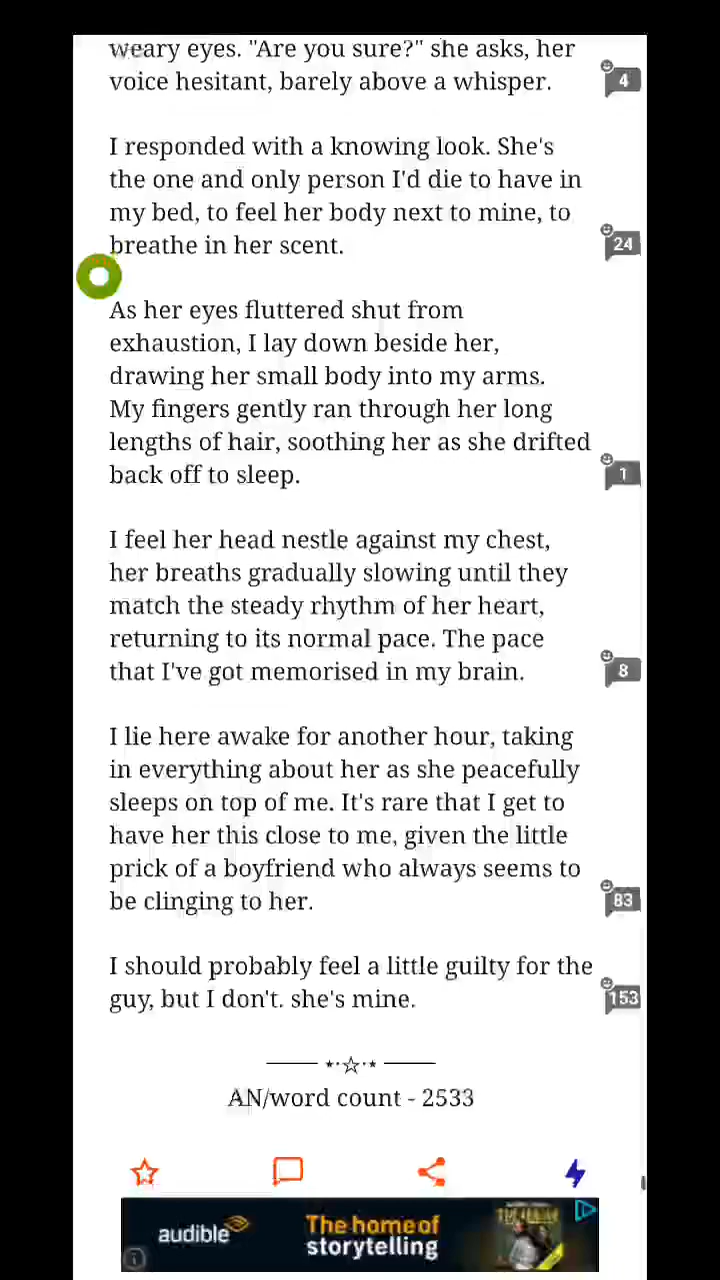 weary eyes. "Are you sure?" she asks, her
voice hesitant, barely above a whisper.
4
I responded with a knowing look. She's
the one and only person I'd die to have in
my bed, to feel her body next to mine, to
breathe in her scent.
24
As her eyes fluttered shut from
exhaustion, I lay down beside her,
drawing her small body into my arms.
My fingers gently ran through her long
lengths of hair, soothing her as she drifted
back off to sleep.
1
I feel her head nestle against my chest,
her breaths gradually slowing until they
match the steady rhythm of her heart,
returning to its normal pace. The pace
that I've got memorised in my brain.
8
I lie here awake for another hour, taking
in everything about her as she peacefully
sleeps on top of me. It's rare that I get to
have her this close to me, given the little
prick of a boyfriend who always seems to
be clinging to her.
83
I should probably feel a little guilty for the
guy, but I don't. she's mine.
153
AN/word count - 2533
audible
The home of
storytelling